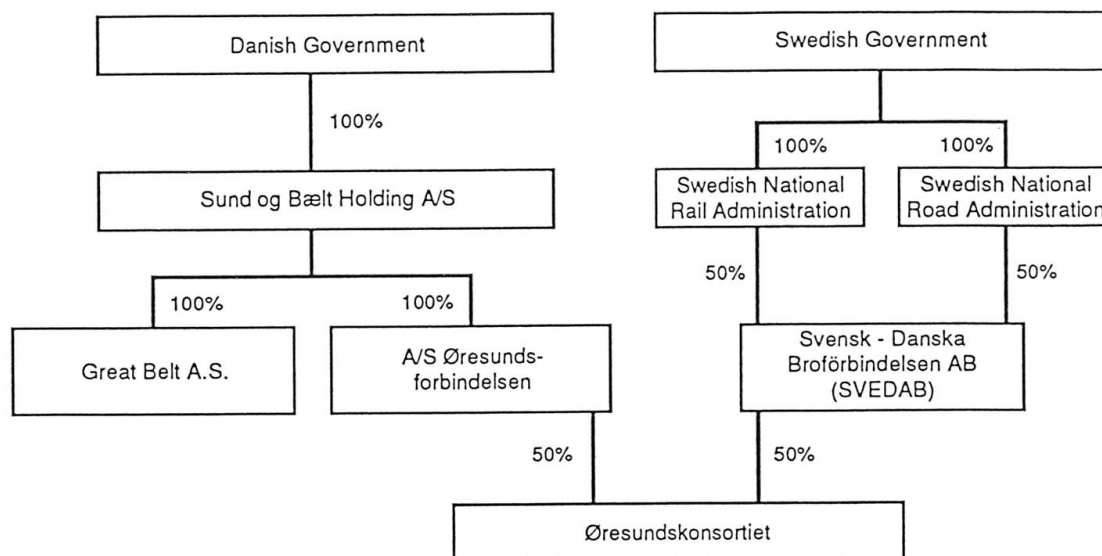 Danish Government
Swedish Government
100%
100%
100%
Sund og Bælt Holding A/S
Swedish National
Rail Administration
Swedish National
Road Administration
50%
50%
100%
100%
Great Belt A.S.
A/S Øresunds-
forbindelsen
Svensk - Danska
Broförbindelsen AB
(SVEDAB)
50%
50%
Øresundskonsortiet